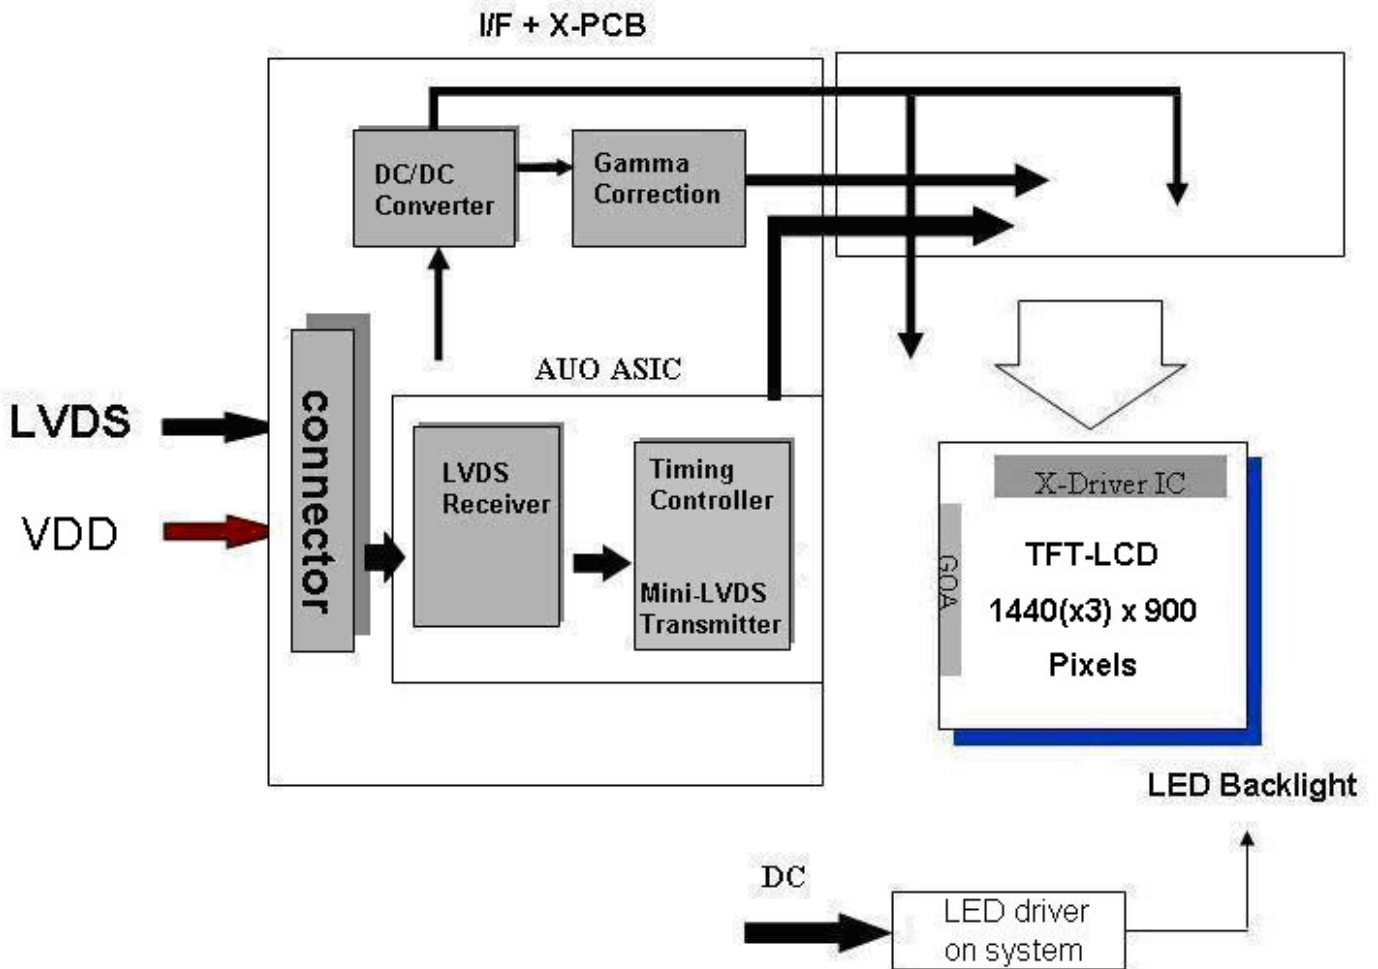 I/F + X-PCB
DC/DC
Converter
Gamma
Correction
AUO ASIC
LVDS
VDD
connector
LVDS
Receiver
Timing
Controller
Mini-LVDS
Transmitter
X-Driver IC
GOA
TFT-LCD
1440(x3) x 900
Pixels
LED Backlight
DC
LED driver
on system